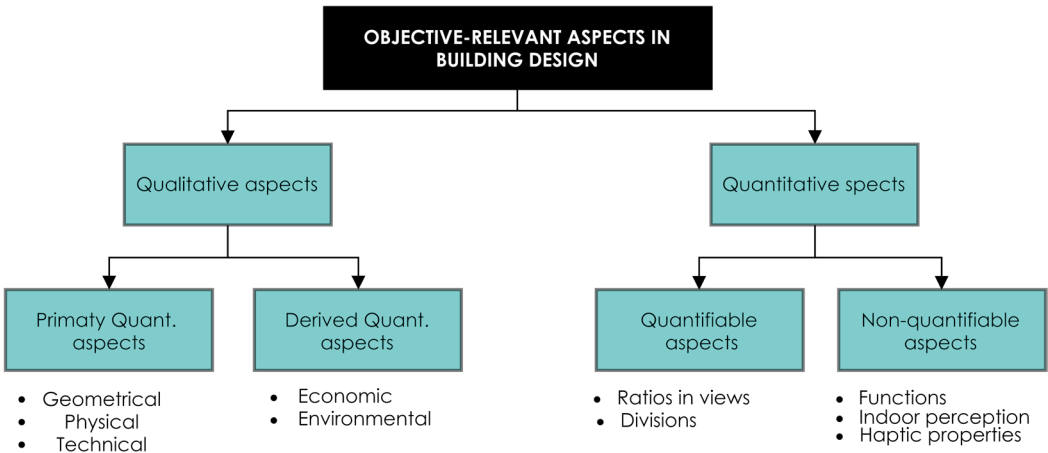 OBJECTIVE-RELEVANT ASPECTS IN
BUILDING DESIGN
Qualitative aspects
Quantitative spects
Primaty Quant.
aspects
Derived Quant.
aspects
Quantifiable
aspects
Non-quantifiable
aspects
• Geometrical
• Physical
• Technical
• Economic
• Environmental
• Ratios in views
• Divisions
• Functions
• Indoor perception
• Haptic properties